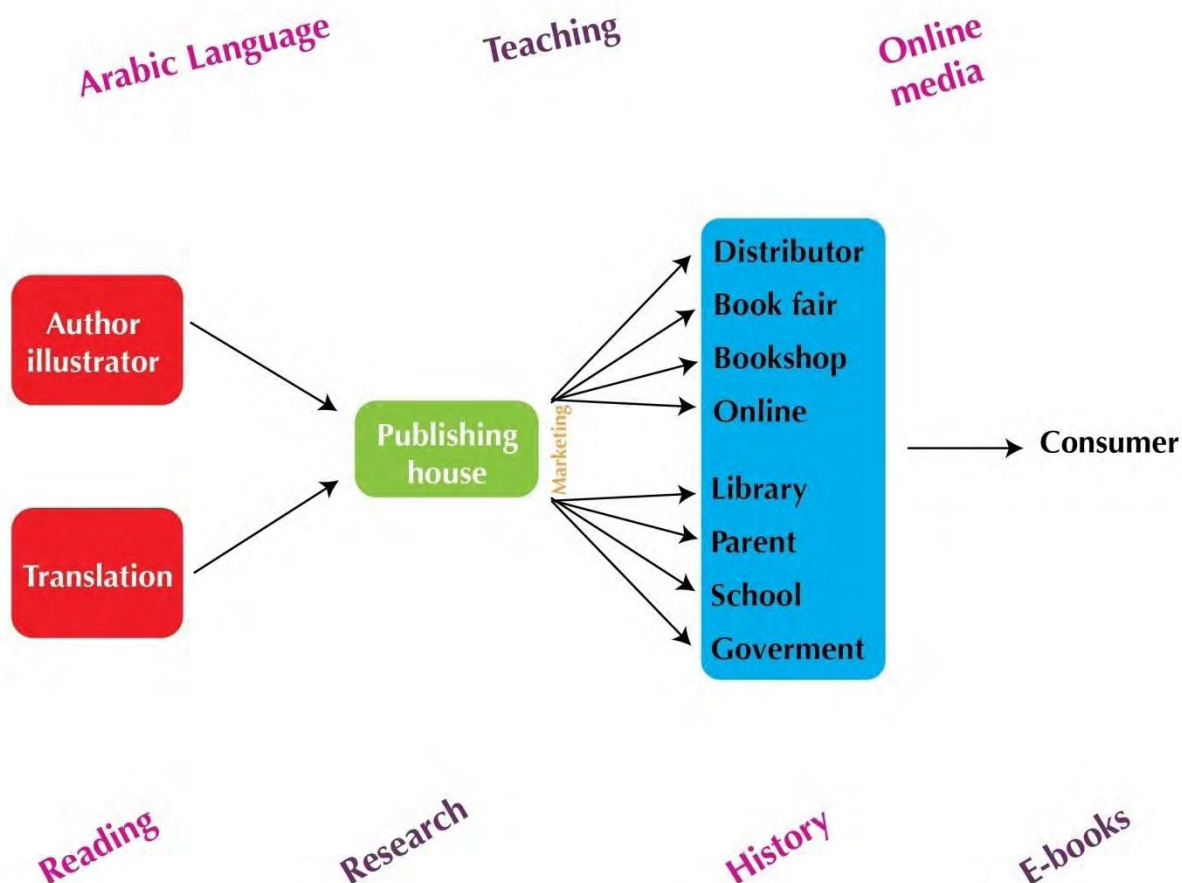 Arabic Language
Teaching
Online
media
Author
illustrator
Translation
Publishing
house
Marketing
Distributor
Book fair
Bookshop
Online
Library
Parent
School
Goverment
Consumer
Reading
Research
History
E-books